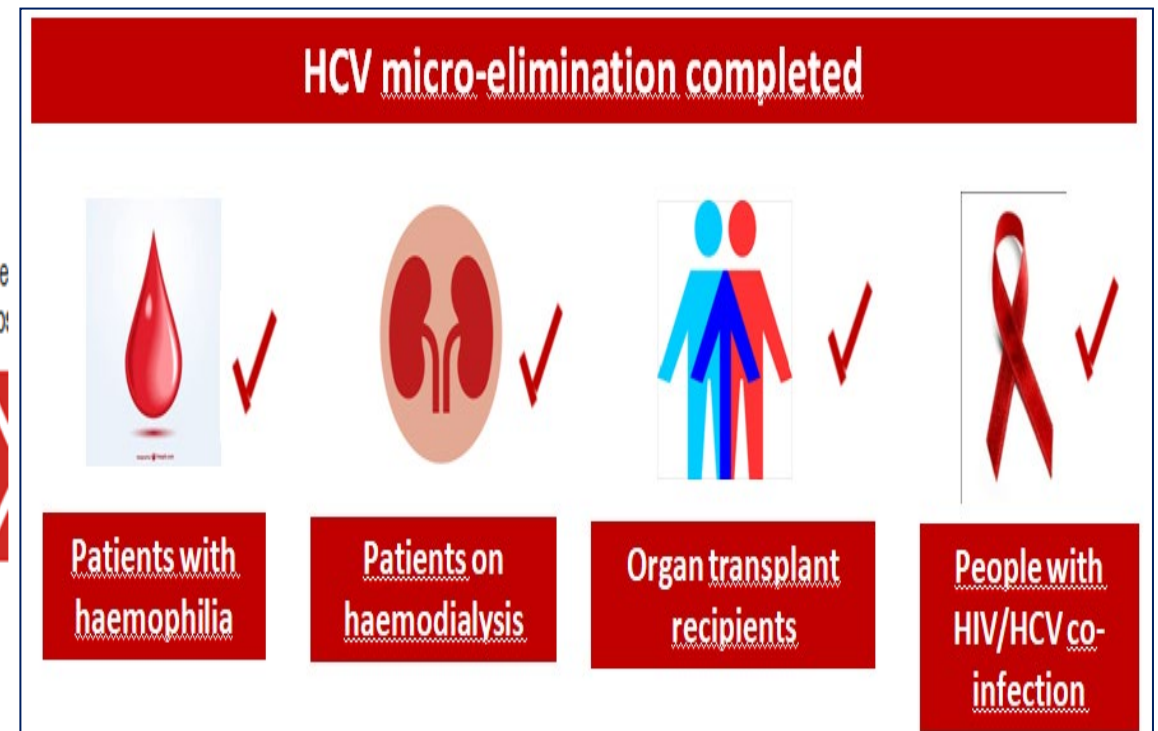 HCV micro-elimination completed
Patients with
haemophilia
Patients on
haemodialysis
Organ transplant
recipients
People with
HIV/HCV co-
infection